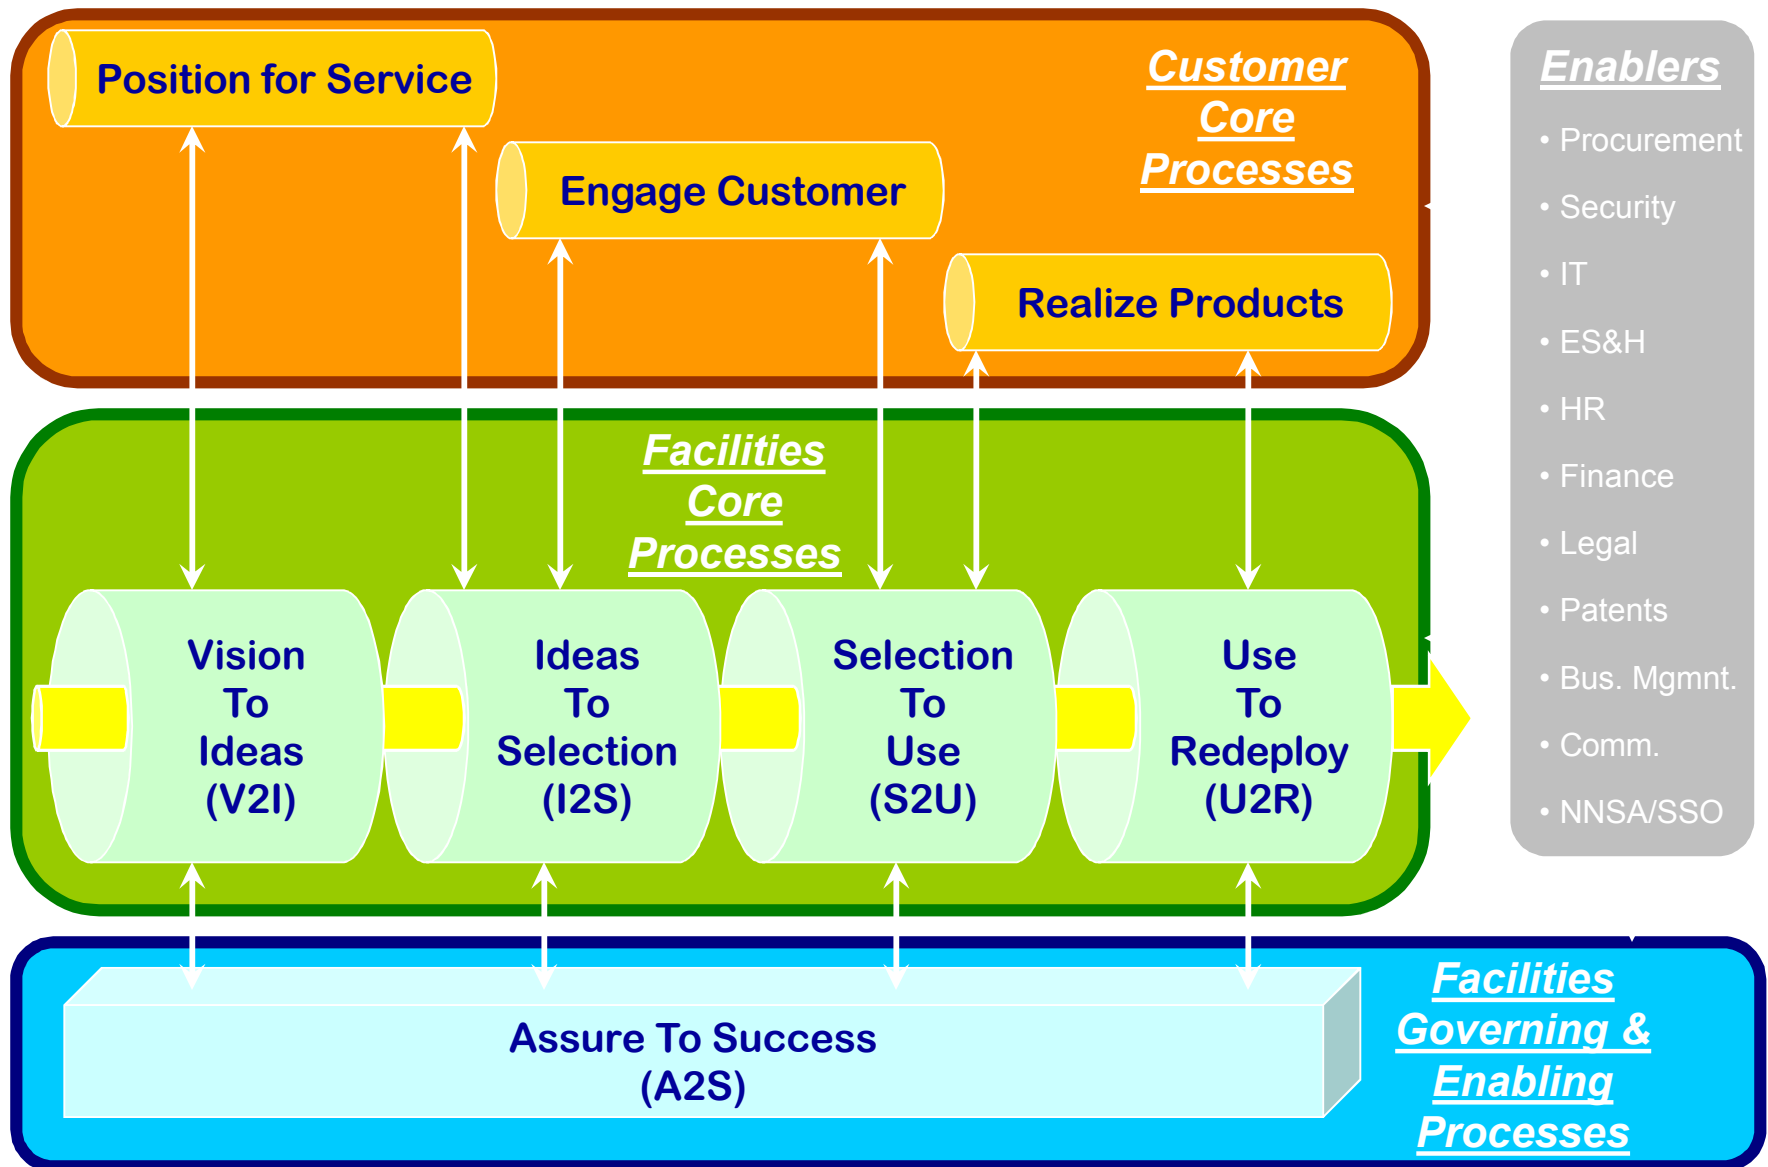 Position for Service
Engage Customer
Realize Products
Customer
Core
Processes
Facilities
Core
Processes
Vision
To
Ideas
(V2I)
Ideas
To
Selection
(I2S)
Selection
To
Use
(S2U)
Use
To
Redeploy
(U2R)
Assure To Success
(A2S)
Facilities
Governing &
Enabling
Processes
Enablers
• Procurement
• Security
• IT
• ES&H
• HR
• Finance
• Legal
• Patents
• Bus. Mgmnt.
• Comm.
• NNSA/SSO